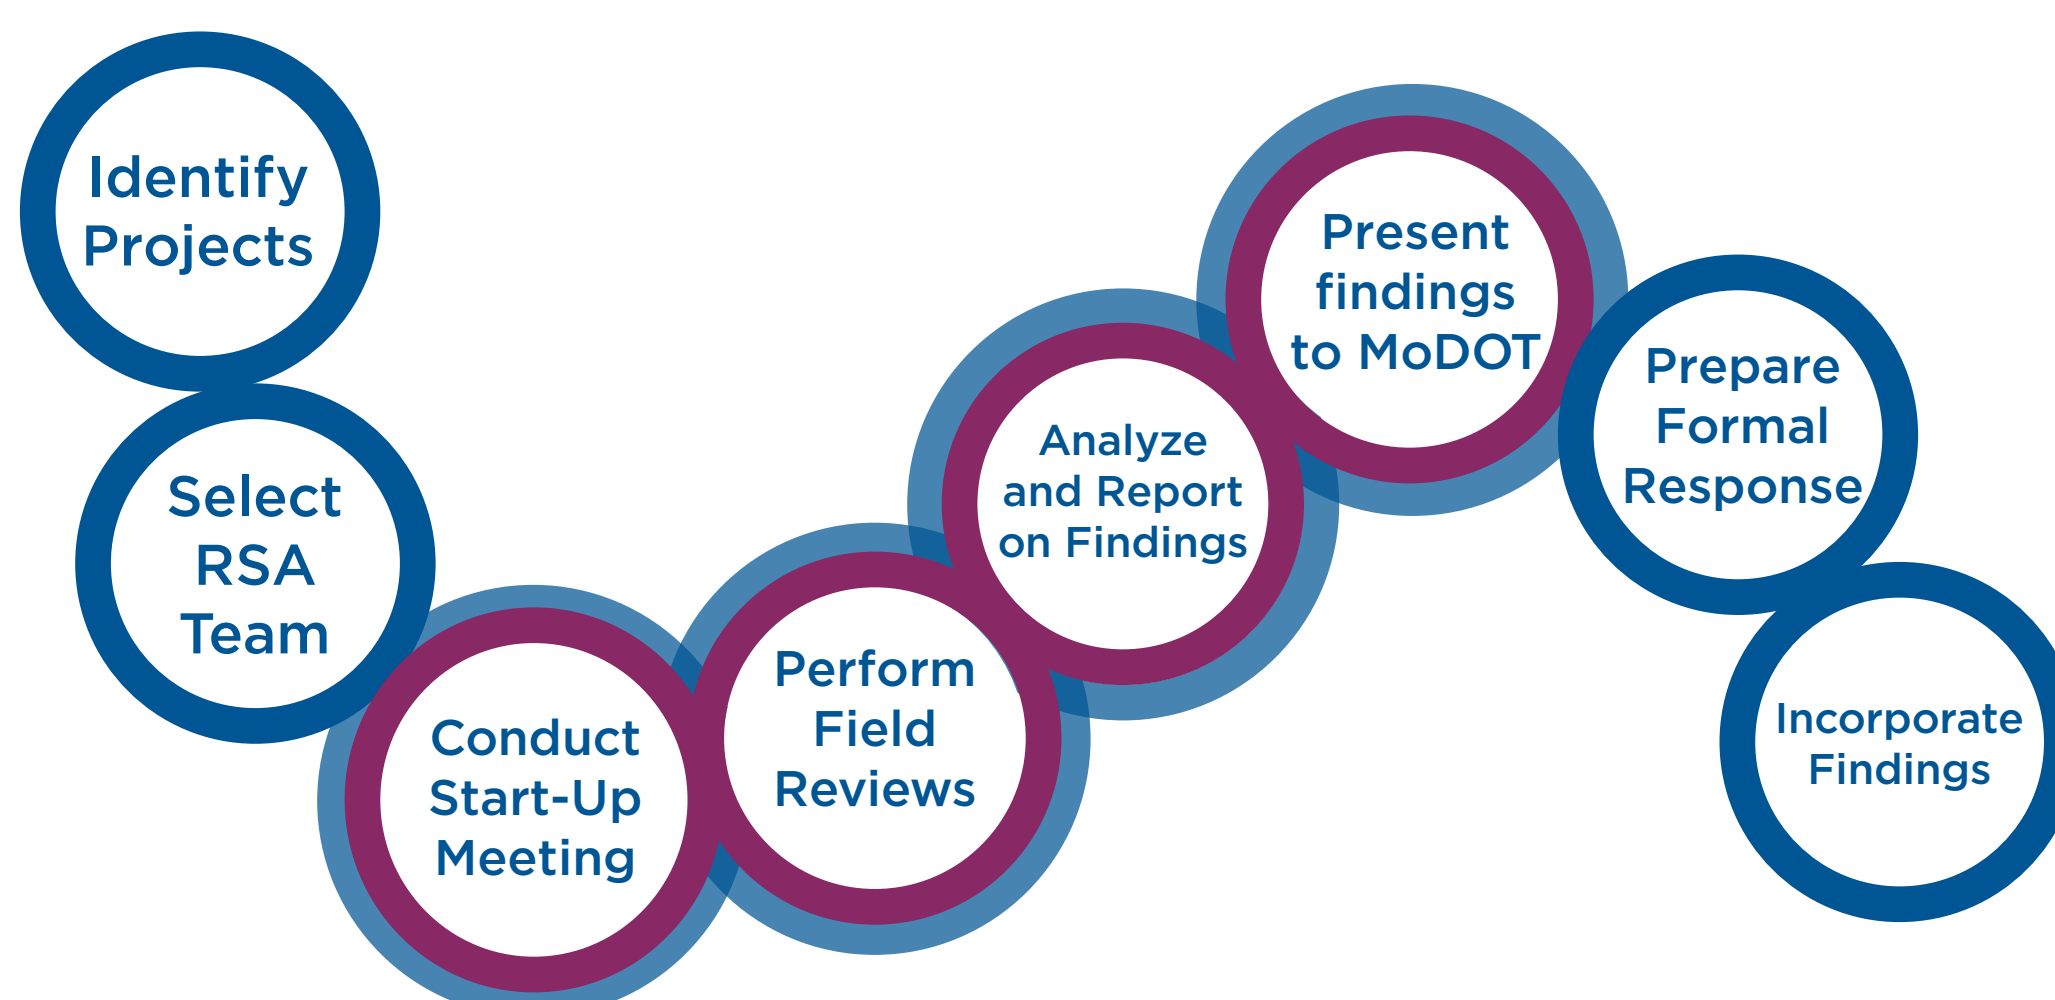 Identify
Projects
Select
RSA
Team
Conduct
Start-Up
Meeting
Perform
Field
Reviews
Analyze
and Report
on Findings
Present
findings
to MoDOT
Prepare
Formal
Response
Incorporate
Findings